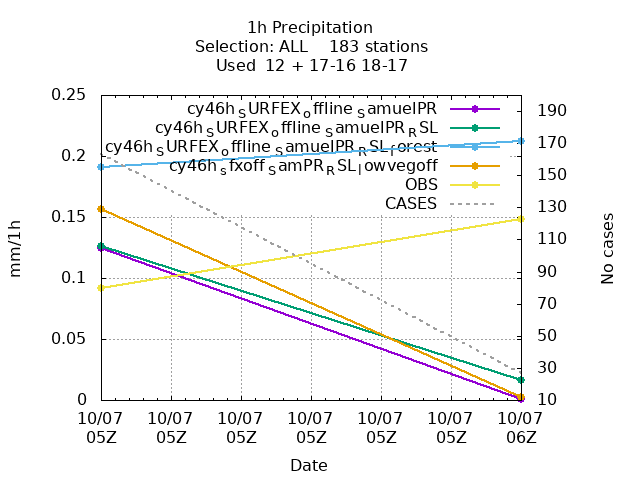 1h Precipitation
Selection: ALL    183 stations
Used  12 + 17-16 18-17
cy46h_SURFEX_offline_SamuelPR
cy46h_SURFEX_offline_SamuelPR_RSL
cy46h_SURFEX_offline_SamuelPR_RSL_forest
cy46h_sfxoff_SamPR_RSL_lowvegoff
OBS
CASES
0.25
0.2
0.15
0.1
0.05
0
190
170
150
130
110
90
70
50
30
10
mm/1h
No cases
10/07 10/07 10/07 10/07 10/07 10/07 10/07
05Z 05Z 05Z 05Z 05Z 05Z 06Z
Date